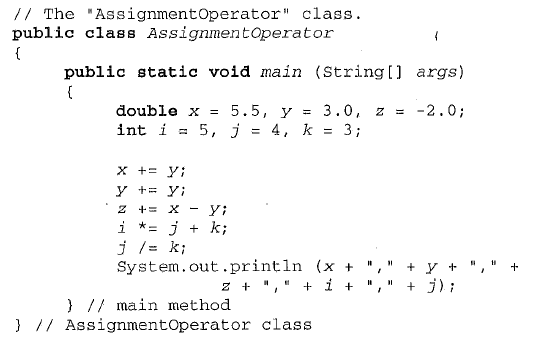 // The "AssignmentOperator" class.
public class AssignmentOperator
{
public static void main (String[] args)
{
double x = 5.5, y = 3.0, z = -2.0;
int i = 5, j = 4, k = 3;
x += y;
y += y;
z += x - y;
i *= j + k;
j /= k;
System.out.println (x + "," + y + "," +
z + "," + i + "," + j);
} // main method
} // AssignmentOperator class